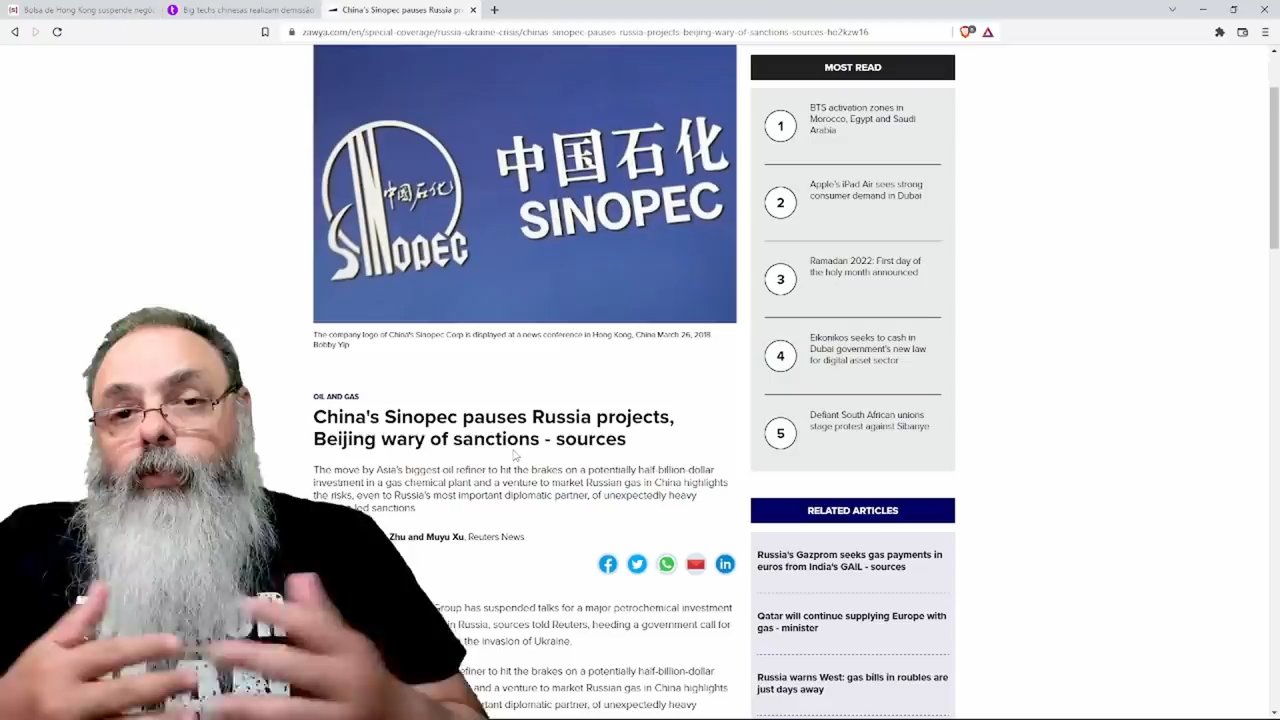 Bolsa de Hong Kong suspende negó
Big techs chinesas realizam demissão
China's Sinopec pauses Russia pr
zawya.com/en/special-coverage/russia-ukraine-crisis/chinas-sinopec-pauses-russia-projects-beijing-wary-of-sanctions-sources-ho2kzw16
中国石化
SINOPEC
中国石化
SINOPEC
The company logo of China's Sinopec Corp is displayed at a news conference in Hong Kong, China March 26, 2018.
Bobby Yip
OIL AND GAS
China's Sinopec pauses Russia projects,
Beijing wary of sanctions - sources
The move by Asia's biggest oil refiner to hit the brakes on a potentially half-billion-dollar
investment in a gas chemical plant and a venture to market Russian gas in China highlights
the risks, even to Russia's most important diplomatic partner, of unexpectedly heavy
led sanctions
Zhu and Muyu Xu, Reuters News
Group has suspended talks for a major petrochemical investment
in Russia, sources told Reuters, heeding a government call for
the invasion of Ukraine.
refiner to hit the brakes on a potentially half-billion-dollar
and a venture to market Russian gas in China highlights
diplomatic partner, of unexpectedly heavy
MOST READ
1
BTS activation zones in
Morocco, Egypt and Saudi
Arabia
2
Apple's iPad Air sees strong
consumer demand in Dubai
3
Ramadan 2022: First day of
the holy month announced
4
Eikonikos seeks to cash in
Dubai government's new law
for digital asset sector
5
Defiant South African unions
stage protest against Sibanye
RELATED ARTICLES
Russia's Gazprom seeks gas payments in
euros from India's GAIL - sources
Qatar will continue supplying Europe with
gas - minister
Russia warns West: gas bills in roubles are
just days away